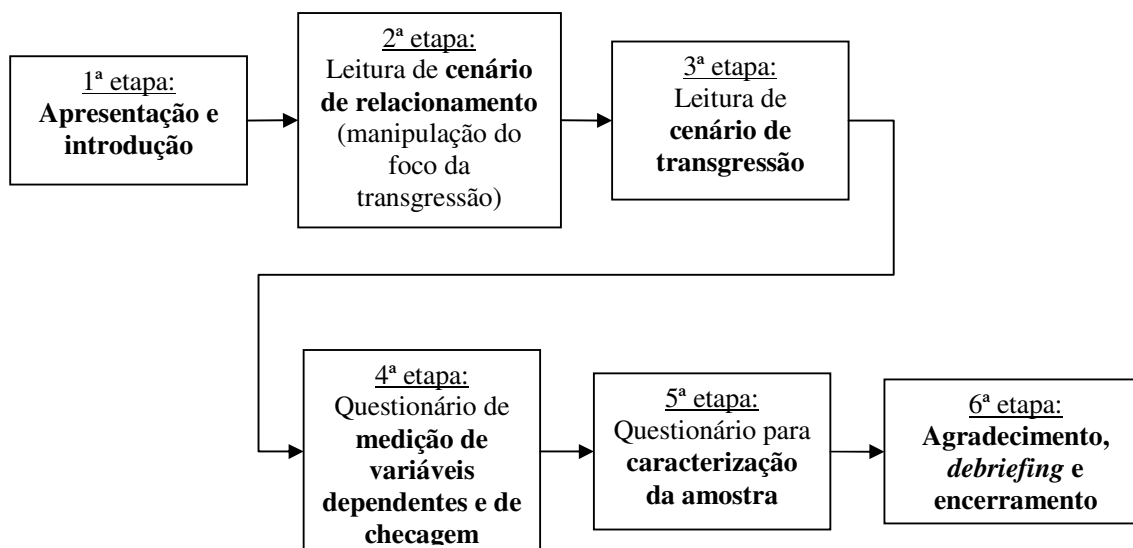 1ª etapa:
Apresentação e
introdução
2ª etapa:
Leitura de cenário
de relacionamento
(manipulação do
foco da
transgressão)
3ª etapa:
Leitura de
cenário de
transgressão
4ª etapa:
Questionário de
medição de
variáveis
dependentes e de
checagem
5ª etapa:
Questionário para
caracterização
da amostra
6ª etapa:
Agradecimento,
debriefing e
encerramento